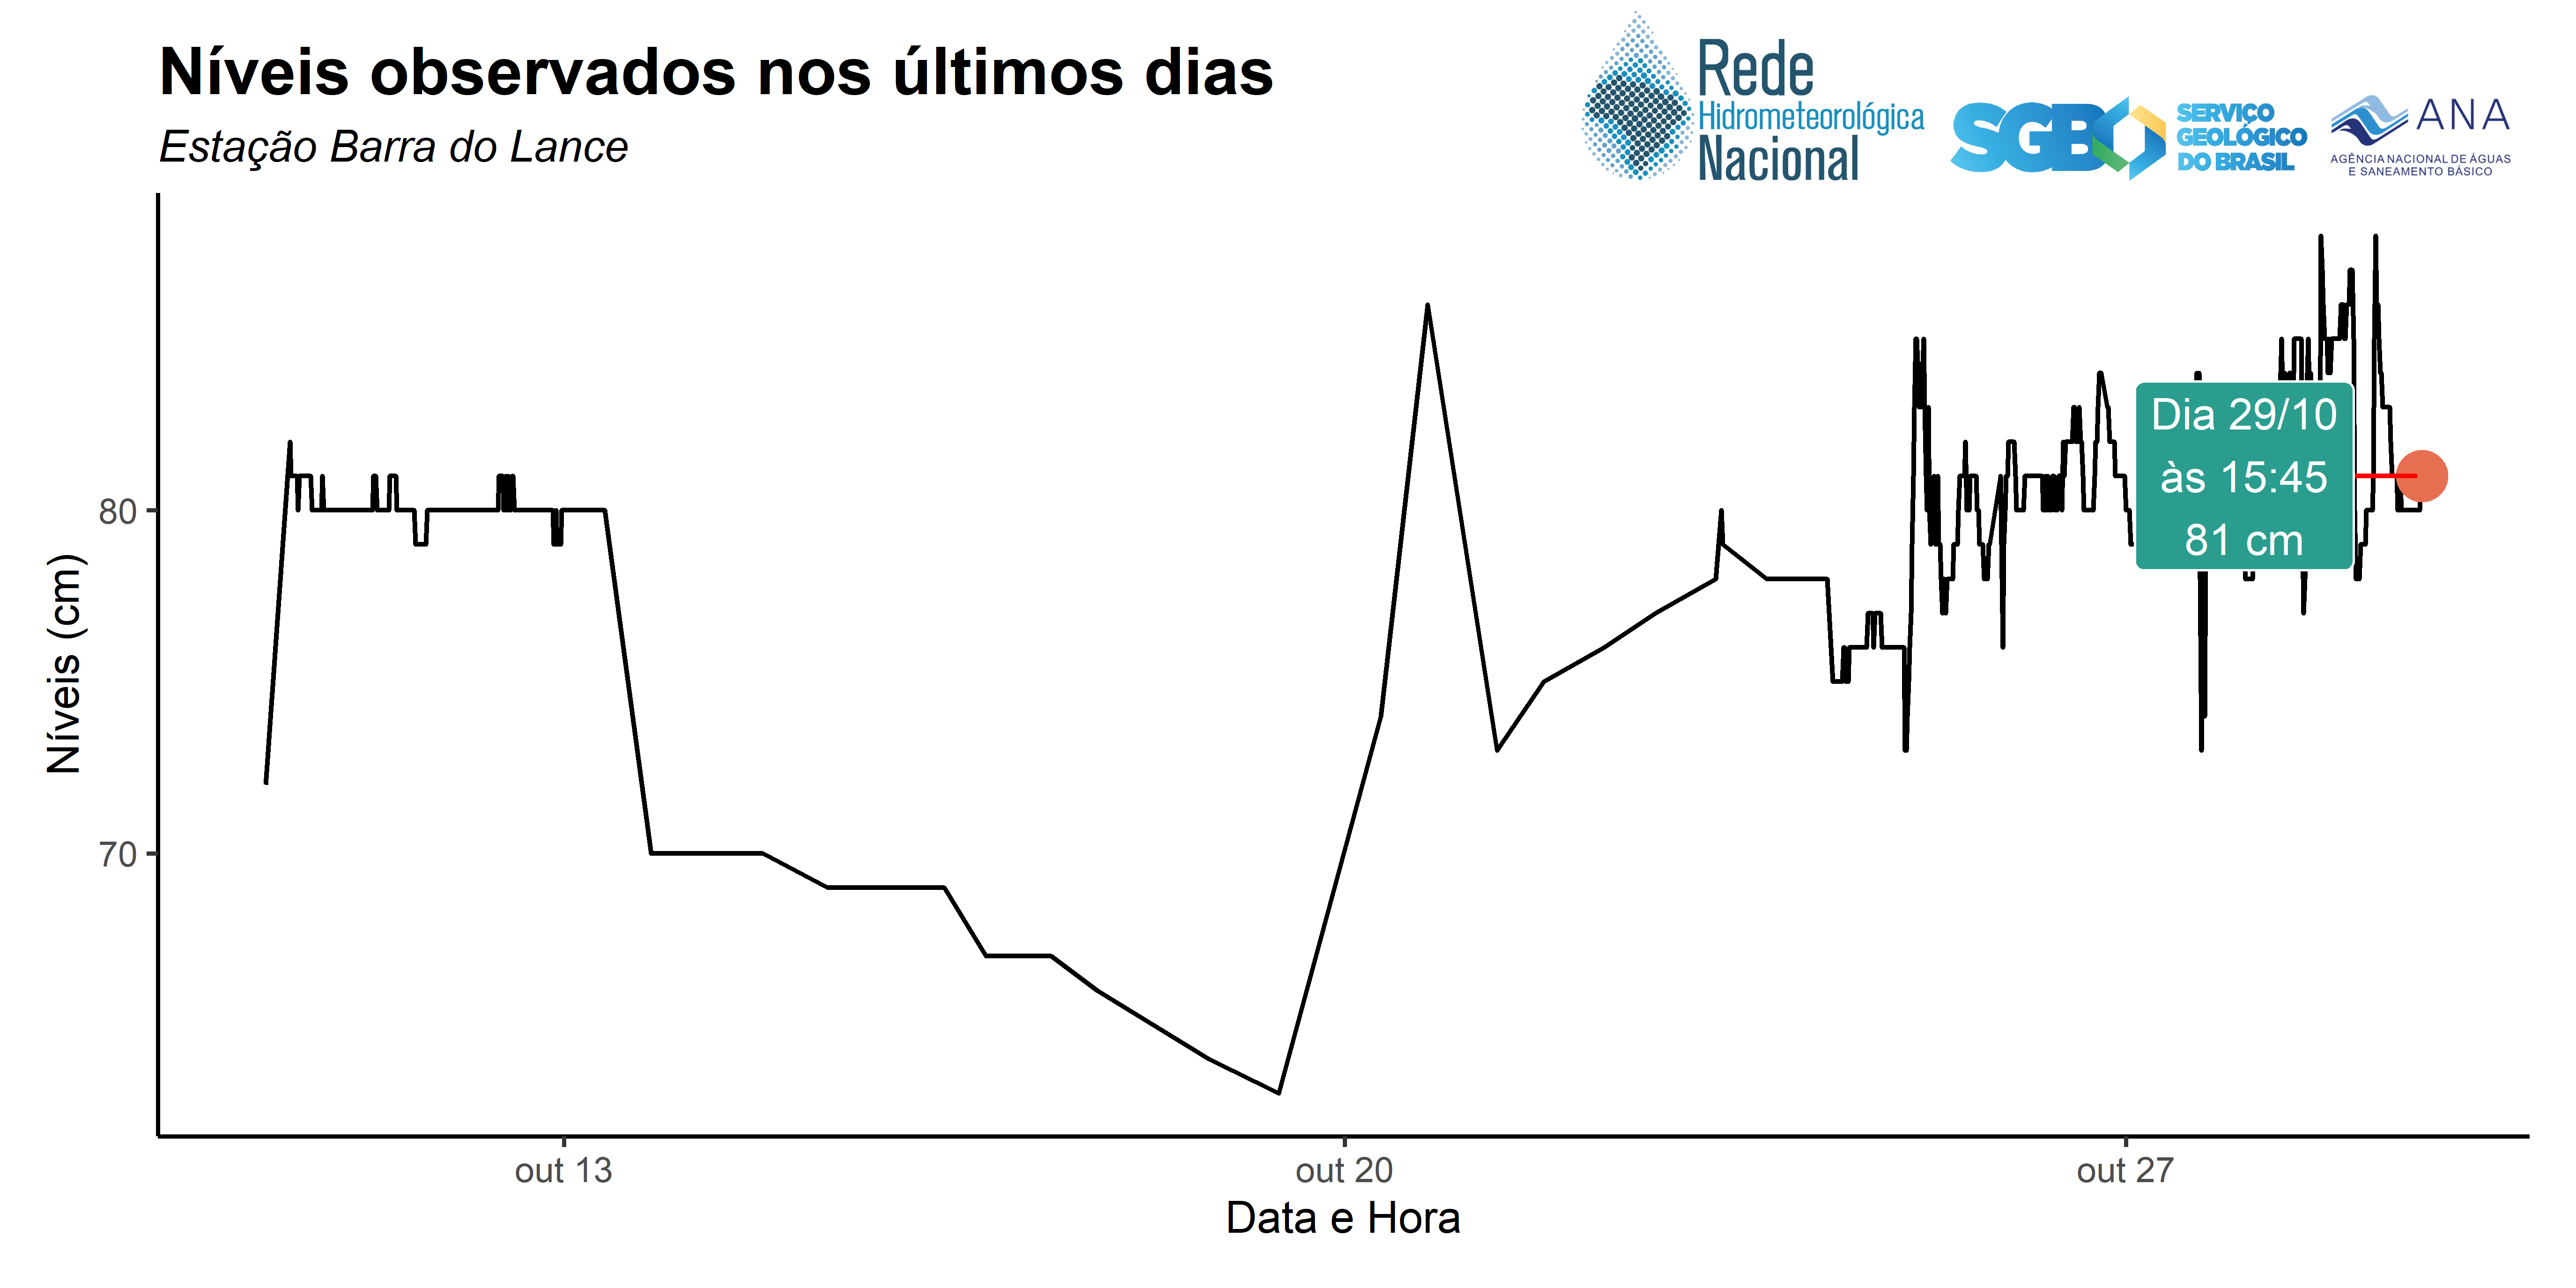 Níveis observados nos últimos dias
Estação Barra do Lance
Rede
Hidrometeorológica
Nacional
SGB
SERVIÇO
GEOLÓGICO
DO BRASIL
ANA
AGÊNCIA NACIONAL DE ÁGUAS
E SANEAMENTO BÁSICO
Níveis (cm)
80
70
Dia 29/10
às 15:45
81 cm
out 13
out 20
out 27
Data e Hora